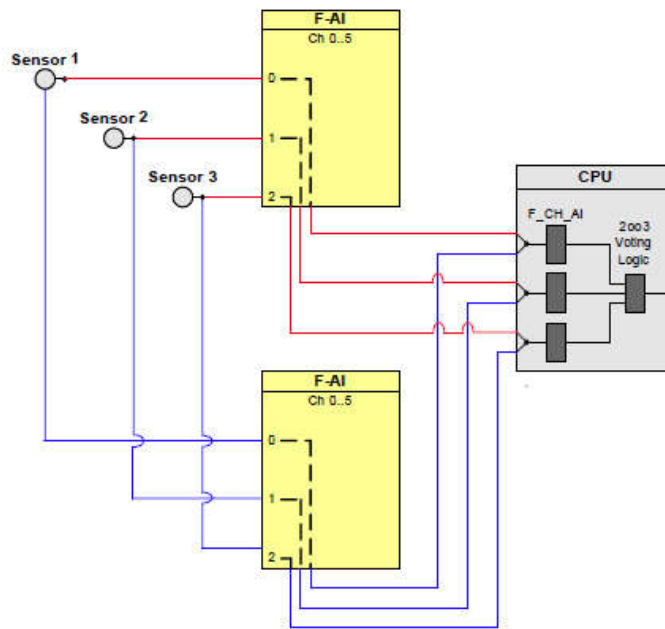 F-AI
Ch 0..5
Sensor 1
0
Sensor 2
1
Sensor 3
2
CPU
F_CH_AI
2oo3
Voting
Logic
F-AI
Ch 0..5
0
1
2